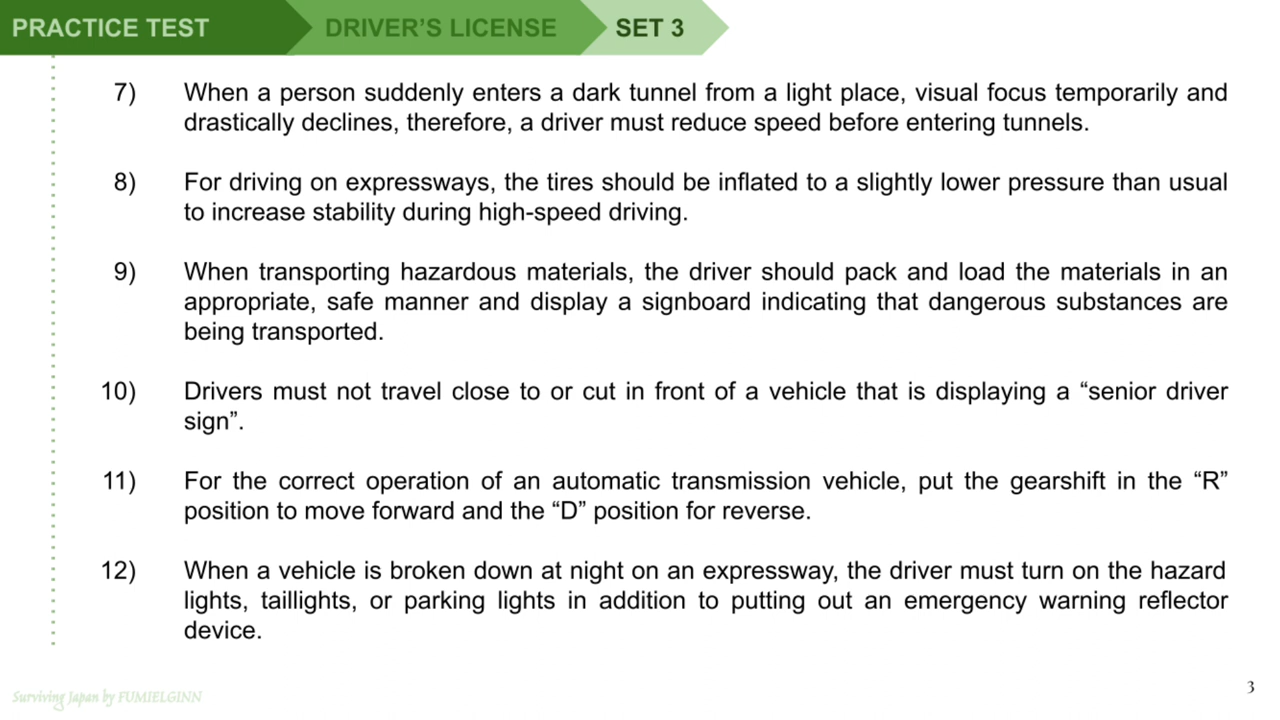 PRACTICE TEST DRIVER’S LICENSE SET 3
7) When a person suddenly enters a dark tunnel from a light place, visual focus temporarily and
drastically declines, therefore, a driver must reduce speed before entering tunnels.
8) For driving on expressways, the tires should be inflated to a slightly lower pressure than usual
to increase stability during high-speed driving.
9) When transporting hazardous materials, the driver should pack and load the materials in an
appropriate, safe manner and display a signboard indicating that dangerous substances are
being transported.
10) Drivers must not travel close to or cut in front of a vehicle that is displaying a “senior driver
sign”.
11) For the correct operation of an automatic transmission vehicle, put the gearshift in the “R”
position to move forward and the “D” position for reverse.
12) When a vehicle is broken down at night on an expressway, the driver must turn on the hazard
lights, taillights, or parking lights in addition to putting out an emergency warning reflector
device.
Surviving Japan by FUMIELGINN
3